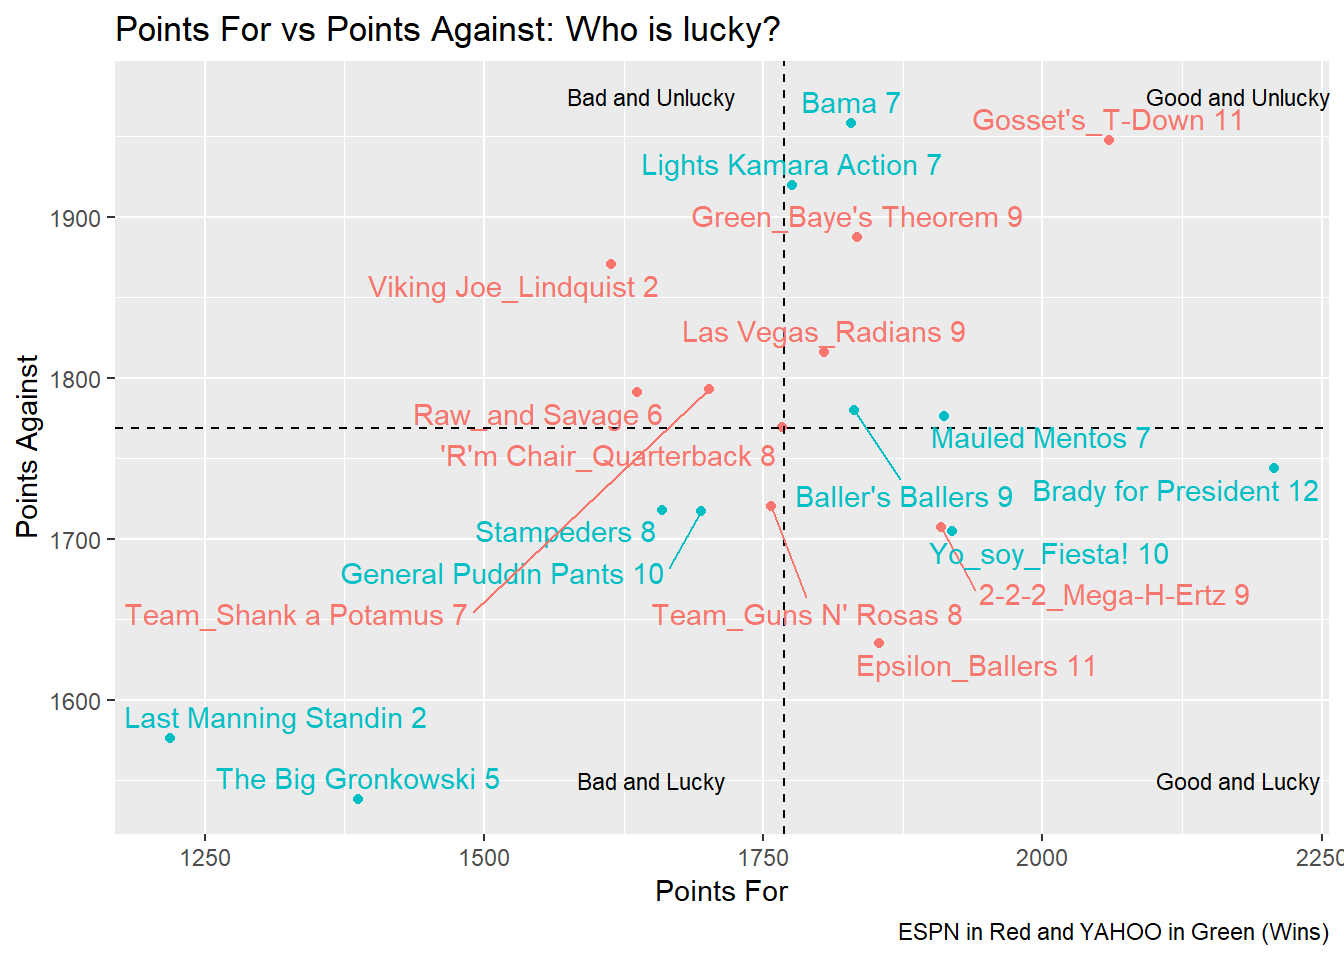 Points For vs Points Against: Who is lucky?
Bad and Unlucky
Good and Unlucky
Bama 7
Gosset's_T-Down 11
Lights Kamara Action 7
Green_Baye's Theorem 9
Viking Joe_Lindquist 2
Las Vegas_Radians 9
Raw_and Savage 6
Mauled Mentos 7
'R'm Chair_Quarterback 8
Baller's Ballers 9
Brady for President 12
Stampeders 8
Yo_soy_Fiesta! 10
General Puddin Pants 10
2-2-2_Mega-H-Ertz 9
Team_Shank a Potamus 7
Team_Guns N' Rosas 8
Epsilon_Ballers 11
Last Manning Standin 2
The Big Gronkowski 5
Bad and Lucky
Good and Lucky
1900
1800
1700
1600
Points Against
1250
1500
1750
2000
2250
Points For
ESPN in Red and YAHOO in Green (Wins)